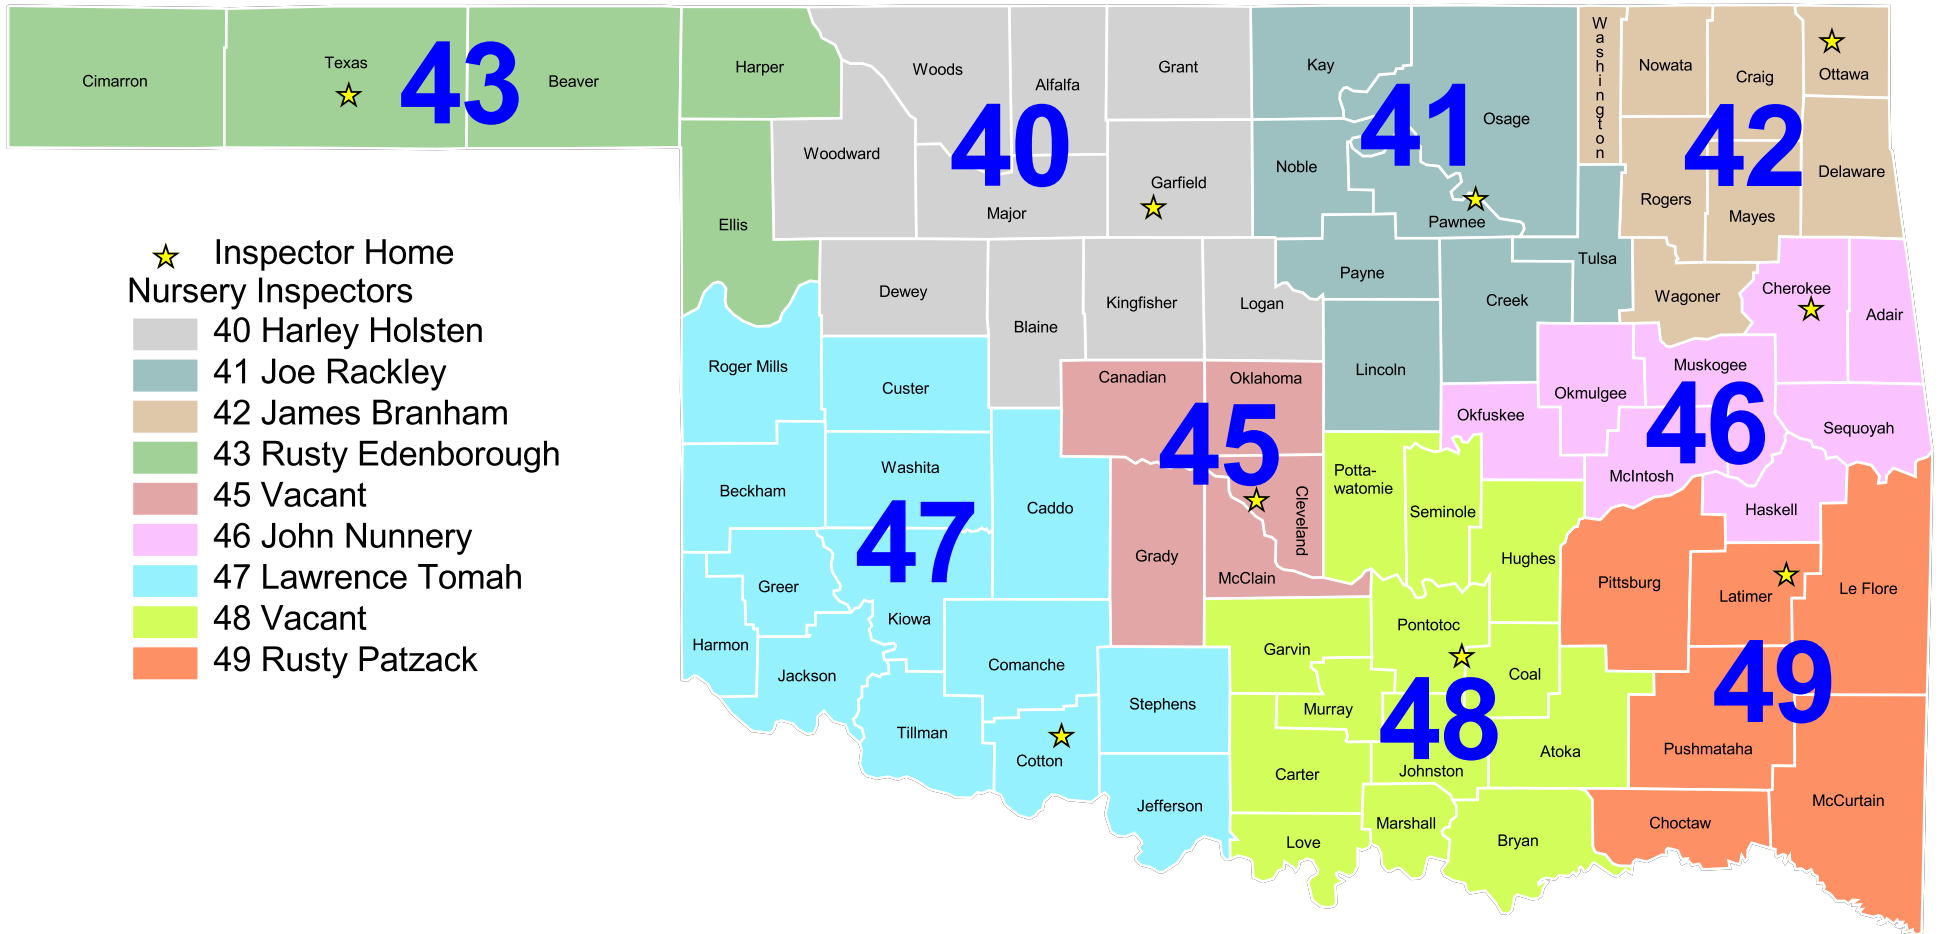 Cimarron
Texas
43
Beaver
Harper
Woods
Alfalfa
Grant
Kay
Osage
Washington
Nowata
Craig
Ottawa
40
41
42
Woodward
Garfield
Major
Noble
Pawnee
Rogers
Mayes
Delaware
Ellis
Inspector Home
Nursery Inspectors
40 Harley Holsten
41 Joe Rackley
42 James Branham
43 Rusty Edenborough
45 Vacant
46 John Nunnery
47 Lawrence Tomah
48 Vacant
49 Rusty Patzack
Dewey
Blaine
Kingfisher
Logan
Payne
Creek
Tulsa
Wagoner
Cherokee
Adair
Roger Mills
Custer
Canadian
Oklahoma
Lincoln
Okmulgee
Muskogee
Okfuskee
46
Sequoyah
45
Beckham
Washita
Caddo
Cleveland
Potta-
watomie
Seminole
McIntosh
Haskell
47
Greer
Kiowa
Grady
McClain
Hughes
Pittsburg
Latimer
Le Flore
Harmon
Jackson
Comanche
Garvin
Pontotoc
Coal
Tillman
Cotton
Stephens
Murray
48
49
Johnston
Atoka
Pushmataha
Jefferson
Carter
Love
Marshall
Bryan
Choctaw
McCurtain